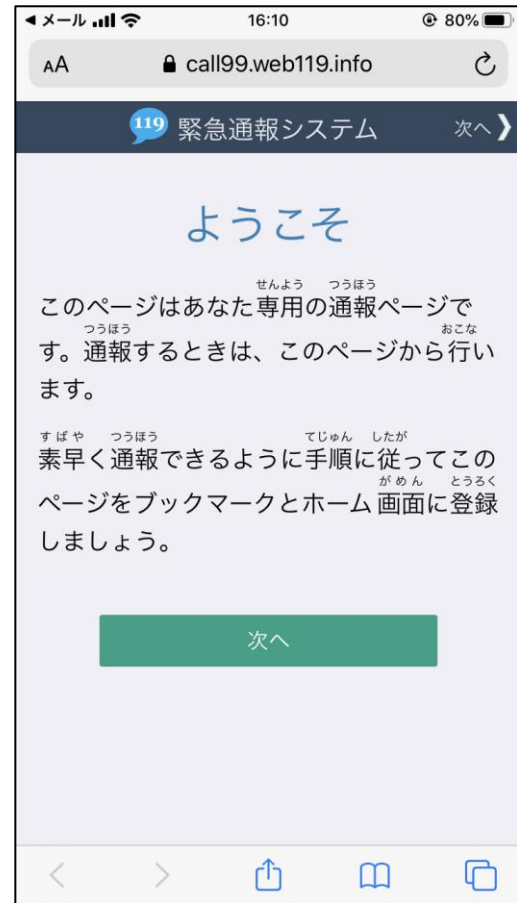 メール
16:10
80%
AA
call99.web119.info
119
緊急通報システム
次へ
ようこそ
せんよう つうほう
このページはあなた専用の通報ページで
つうほう おこな
す。通報するときは、このページから行い
ます。
すばや つうほう てじゅん したが
素早く通報できるように手順に従ってこの
がめん とうろく
ページをブックマークとホーム画面に登録
しましょう。
次へ